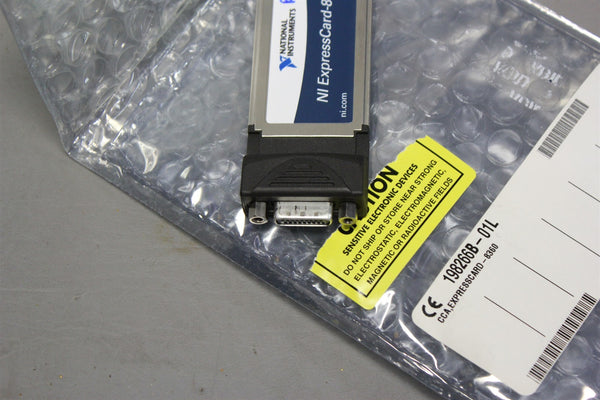 NATIONAL
INSTRUMENTS
NI ExpressCard-8
ni.com
CAUTION
SENSITIVE ELECTRONIC DEVICES
DO NOT SHIP OR STORE NEAR STRONG
ELECTROSTATIC, ELECTROMAGNETIC,
MAGNETIC OR RADIOACTIVE FIELDS
CE 198266B-01L
CCA,EXPRESSCARD-8360